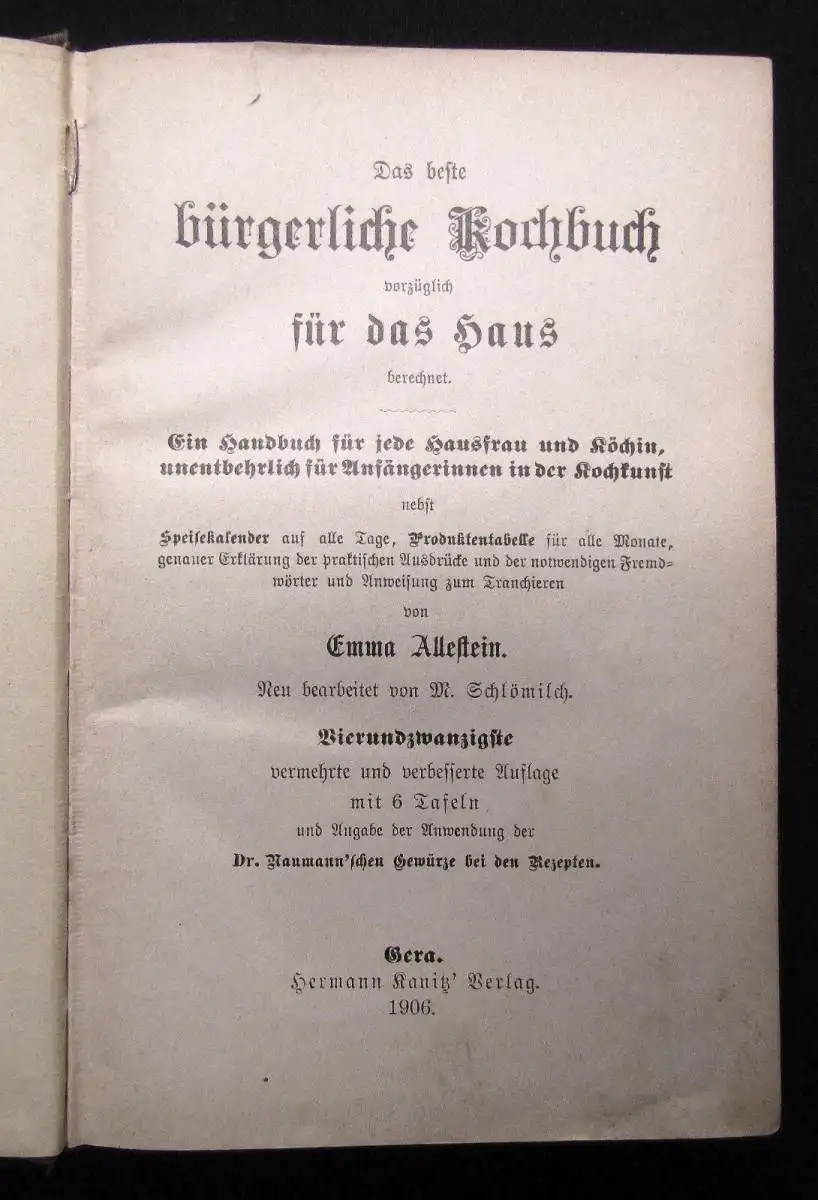 Das beste
bürgerliche Kochbuch
vorzüglich
für das Haus
berechnet.
Ein Handbuch für jede Hausfrau und Köchin,
unentbehrlich für Anfängerinnen in der Kochkunst
nebst
Speisekalender auf alle Tage, Produktentabelle für alle Monate,
genauer Erklärung der praktischen Ausdrücke und der notwendigen Fremd-
wörter und Anweisung zum Tranchieren
von
Emma Allestein.
Neu bearbeitet von M. Schlömilch.
Vierundzwanzigste
vermehrte und verbesserte Auflage
mit 6 Tafeln
und Angabe der Anwendung der
Dr. Naumann'schen Gewürze bei den Rezepten.
Gera.
Hermann Kanitz' Verlag.
1906.